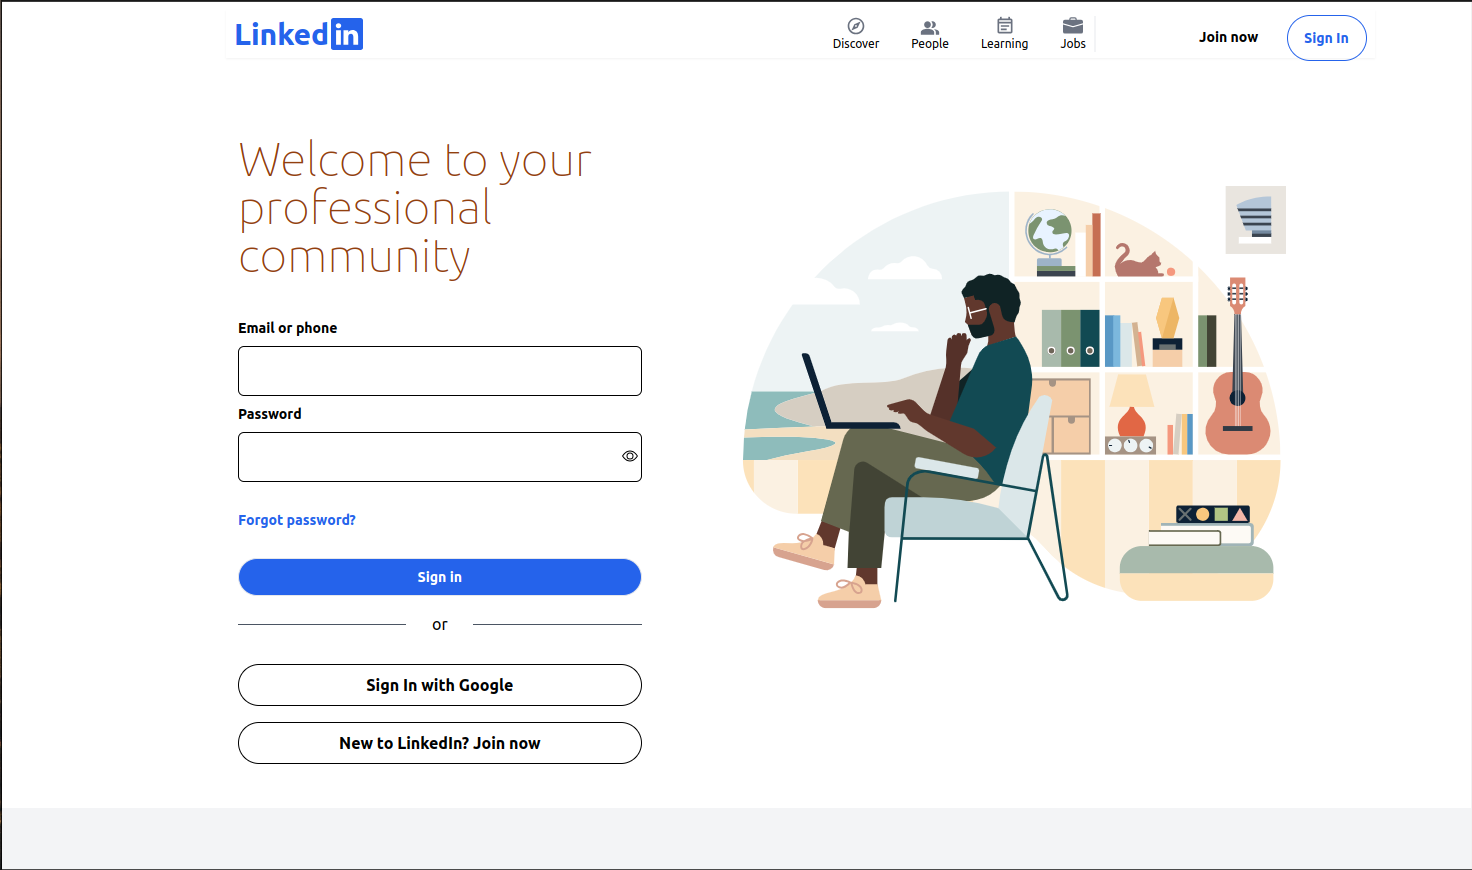 Linkedin
Discover
People
Learning
Jobs
Join now
Sign In
Welcome to your
professional
community
Email or phone
Password
Forgot password?
Sign in
or
Sign In with Google
New to LinkedIn? Join now